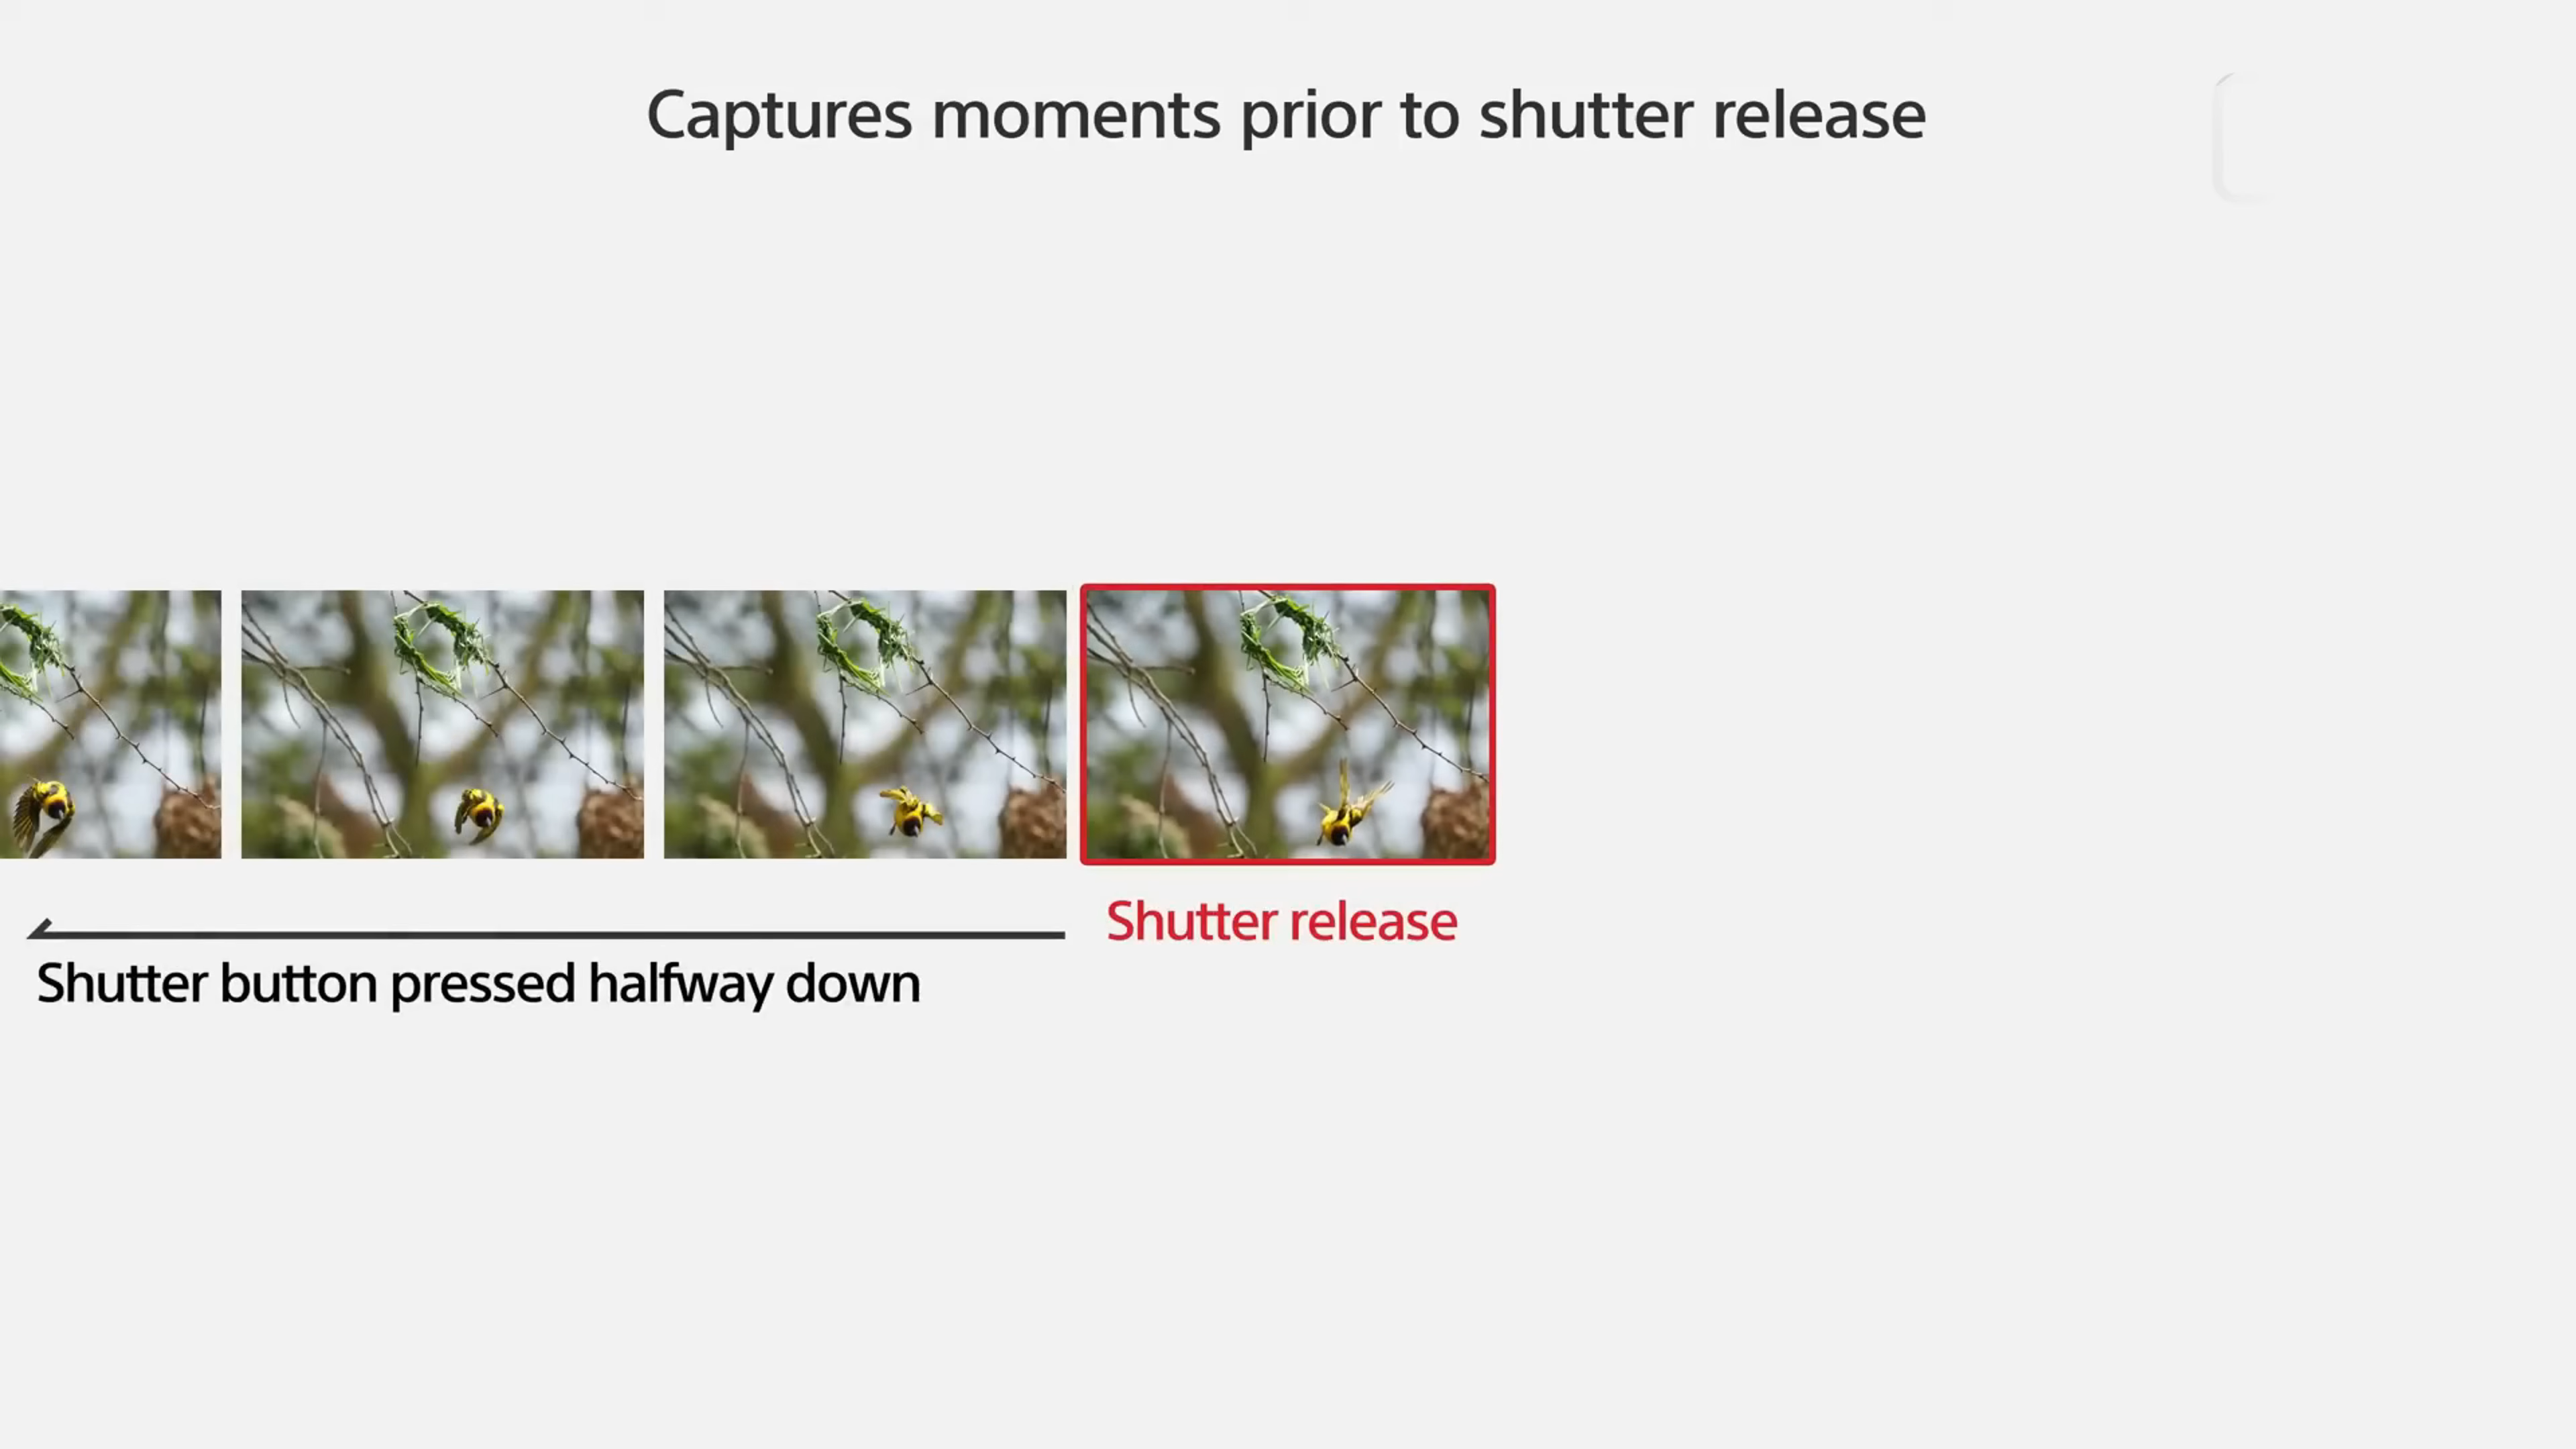 Captures moments prior to shutter release
Shutter release
Shutter button pressed halfway down